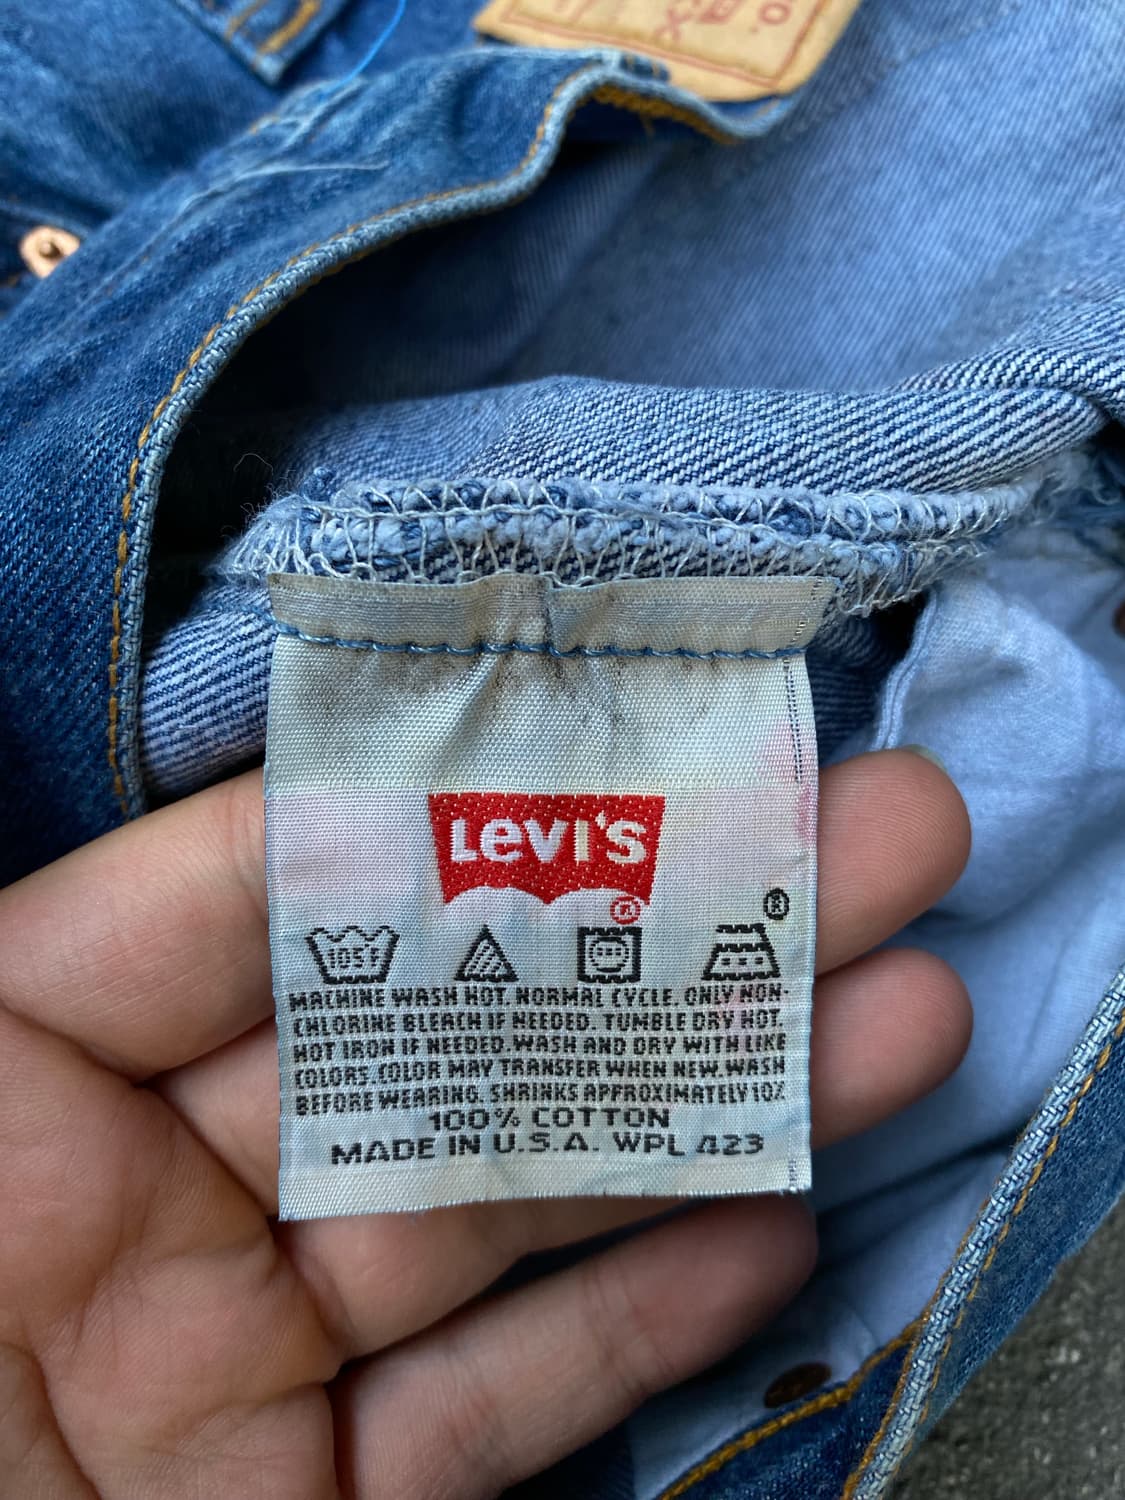 Levi's
®
®
105F
MACHINE WASH HOT. NORMAL CYCLE. ONLY NON-
CHLORINE BLEACH IF NEEDED. TUMBLE DRY HOT
HOT IRON IF NEEDED. WASH AND DRY WITH LIKE
COLORS. COLOR MAY TRANSFER WHEN NEW. WASH
BEFORE WEARING. SHRINKS APPROXIMATELY 10%
100% COTTON
MADE IN U.S.A. WPL 423